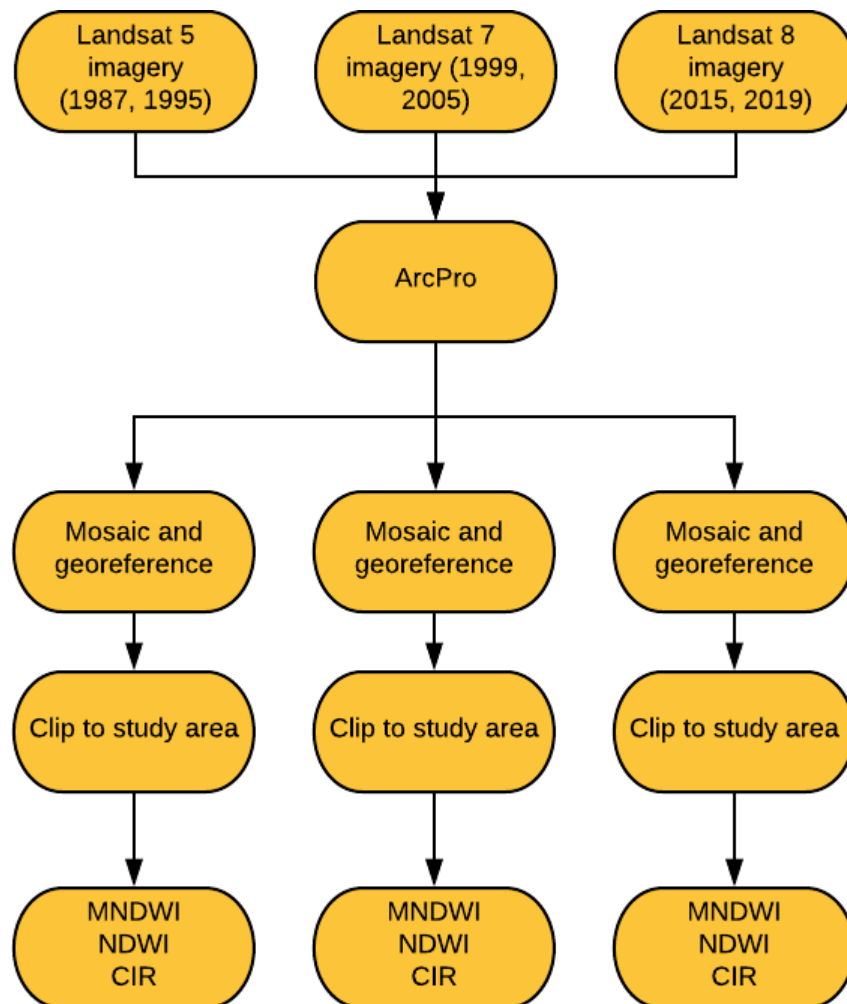 Landsat 5
imagery
(1987, 1995)
Landsat 7
imagery (1999,
2005)
Landsat 8
imagery
(2015, 2019)
ArcPro
Mosaic and
georeference
Mosaic and
georeference
Mosaic and
georeference
Clip to study area
Clip to study area
Clip to study area
MNDWI
NDWI
CIR
MNDWI
NDWI
CIR
MNDWI
NDWI
CIR